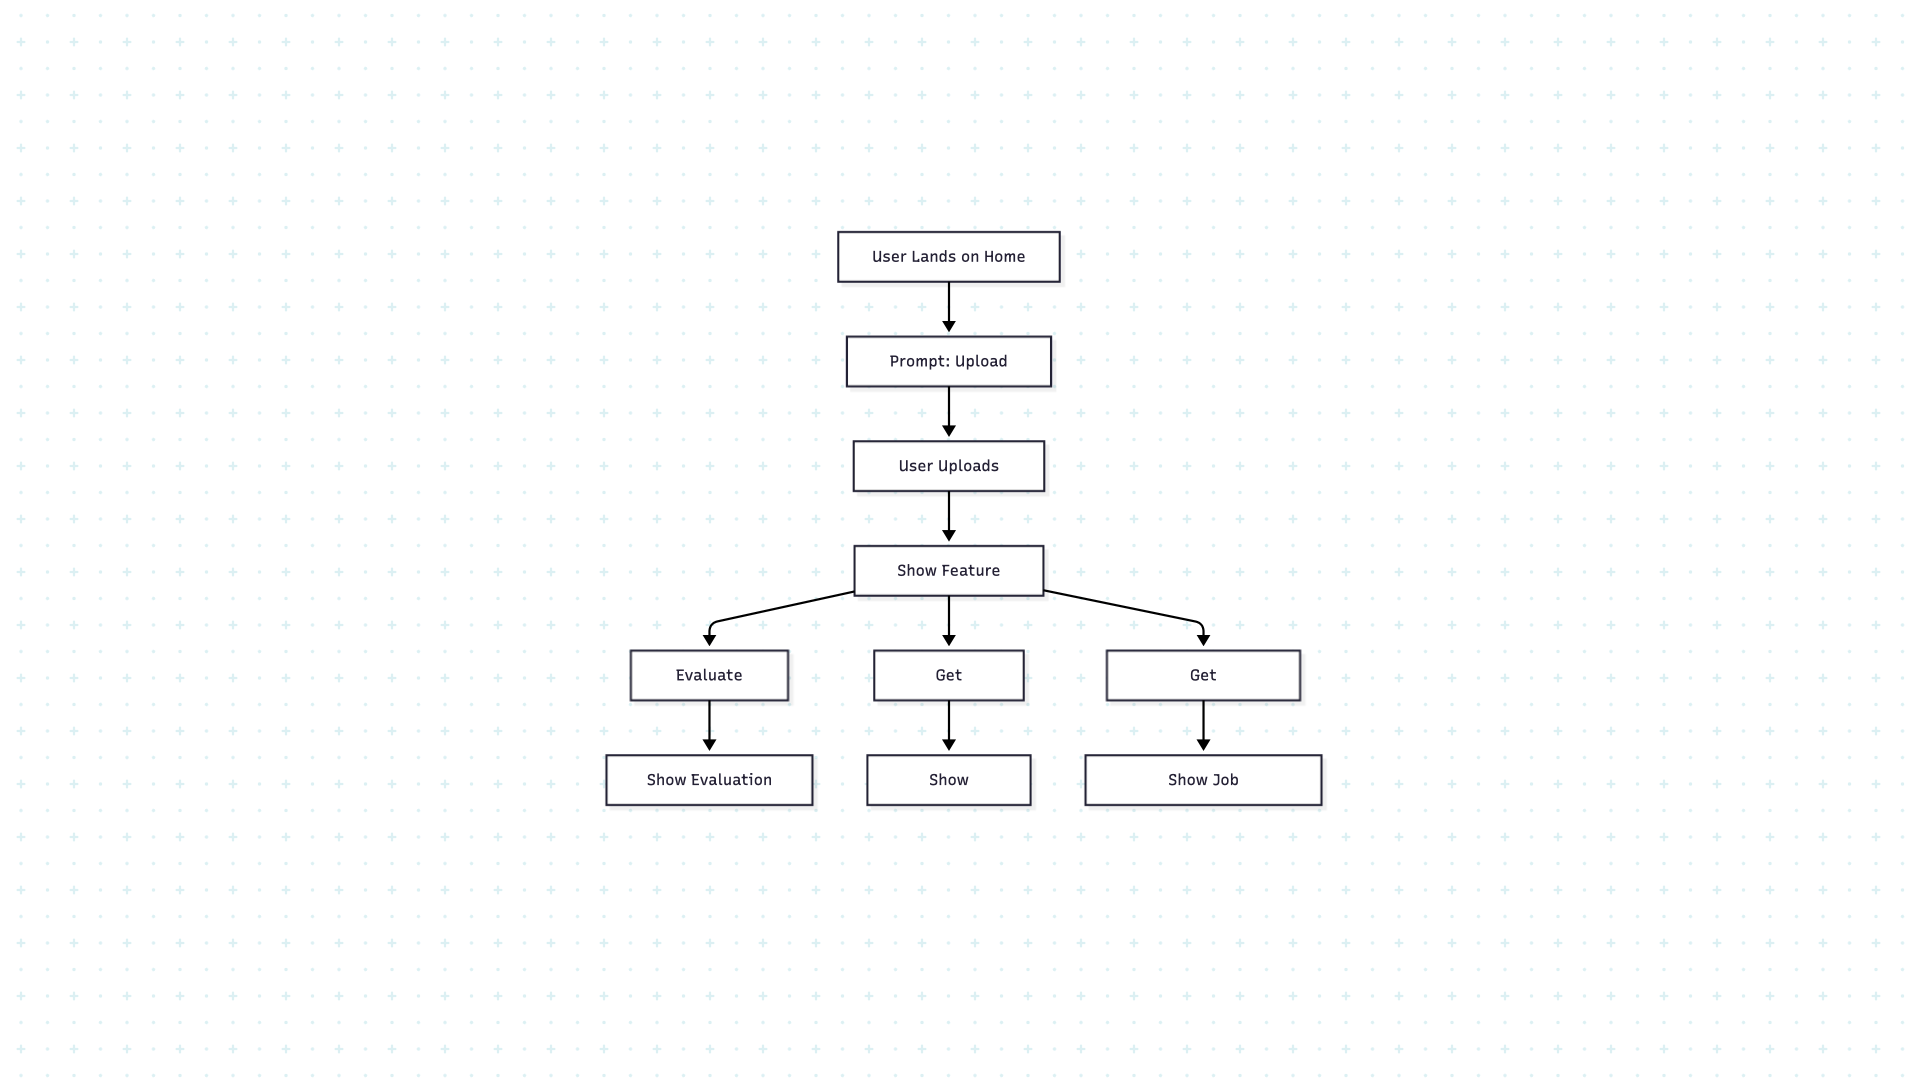 User Lands on Home
Prompt: Upload
User Uploads
Show Feature
Evaluate
Get
Get
Show Evaluation
Show
Show Job